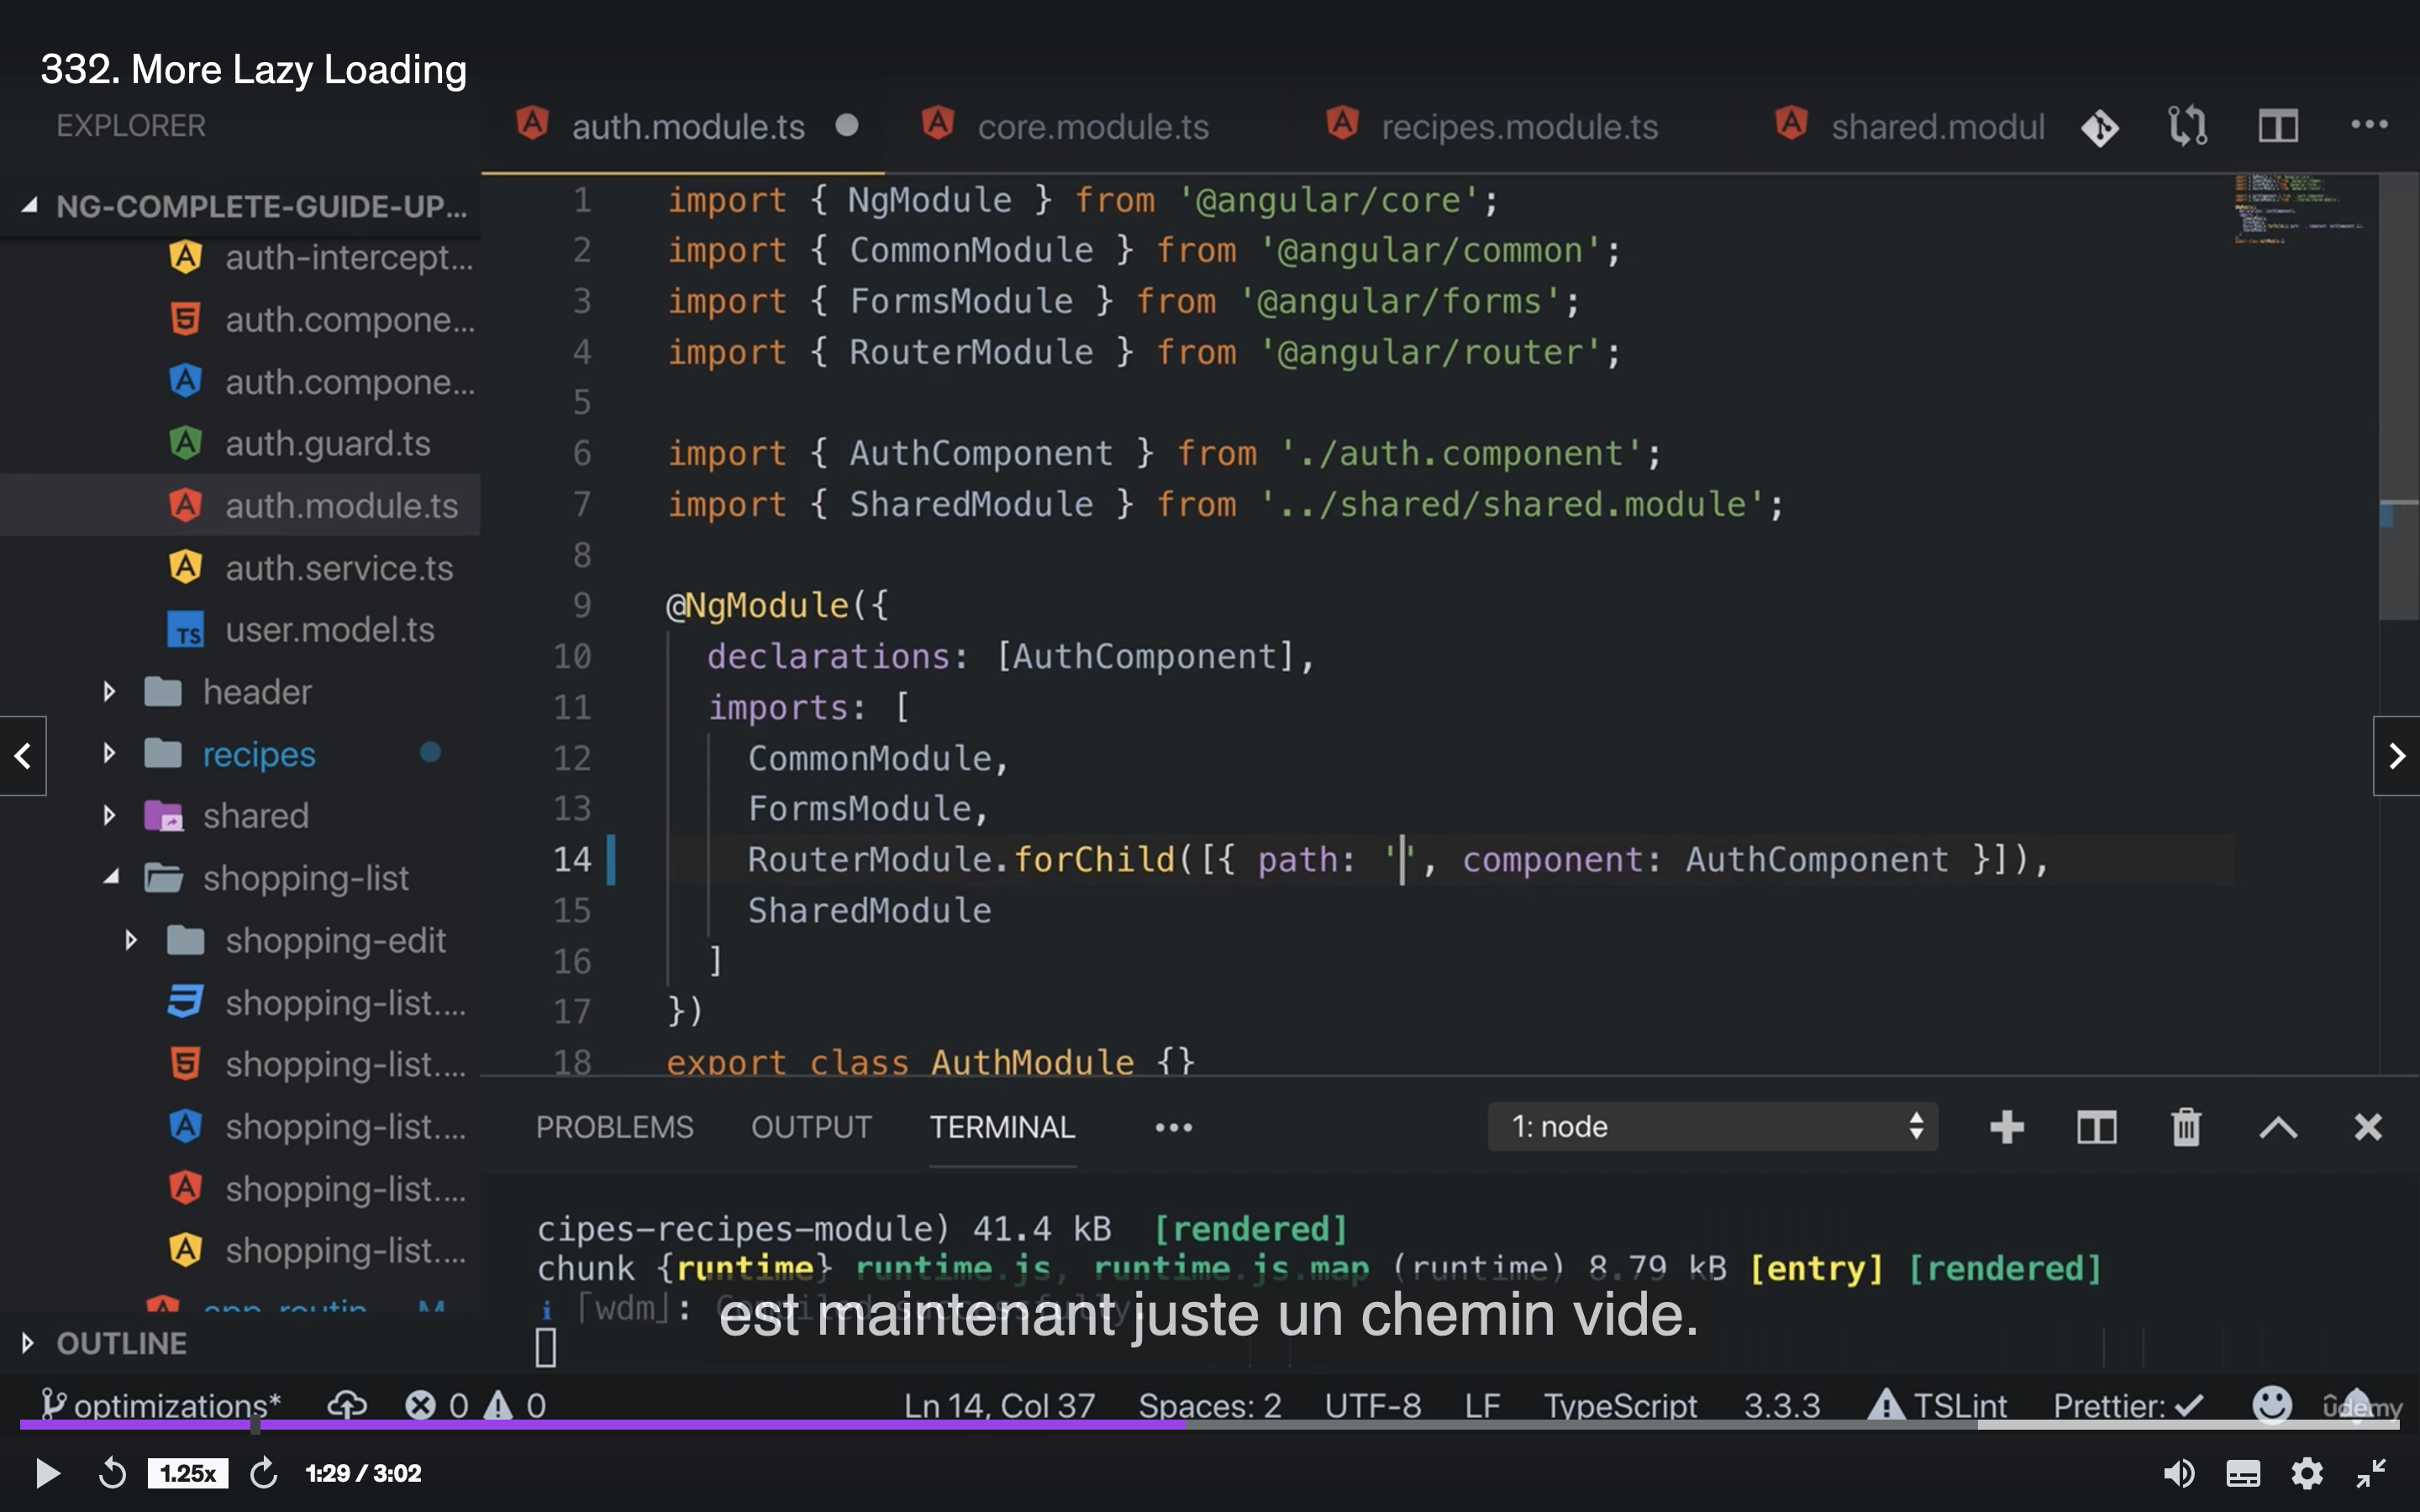 332. More Lazy Loading
EXPLORER
auth.module.ts
core.module.ts
recipes.module.ts
shared.modul
NG-COMPLETE-GUIDE-UP...
auth-intercept...
auth.compone...
auth.compone...
auth.guard.ts
auth.module.ts
auth.service.ts
TS user.model.ts
header
recipes
shared
shopping-list
shopping-edit
shopping-list....
shopping-list....
shopping-list....
shopping-list....
shopping-list....
app-routin... M
OUTLINE
1 import { NgModule } from '@angular/core';
2 import { CommonModule } from '@angular/common';
3 import { FormsModule } from '@angular/forms';
4 import { RouterModule } from '@angular/router';
5
6 import { AuthComponent } from './auth.component';
7 import { SharedModule } from '../shared/shared.module';
8
9 @NgModule({
10 declarations: [AuthComponent],
11 imports: [
12 CommonModule,
13 FormsModule,
14 RouterModule.forChild([{ path: '', component: AuthComponent }]),
15 SharedModule
16 ]
17 })
18 export class AuthModule {}
PROBLEMS OUTPUT TERMINAL ••• 1: node
cipes-recipes-module) 41.4 kB [rendered]
chunk {runtime} runtime.js, runtime.js.map (runtime) 8.79 kB [entry] [rendered]
i ｢wdm｣: Compiled successfully.
est maintenant juste un chemin vide.
optimizations* 0 0 Ln 14, Col 37 Spaces: 2 UTF-8 LF TypeScript 3.3.3 TSLint Prettier: ✓
ûdemy
1.25x 1:29 / 3:02